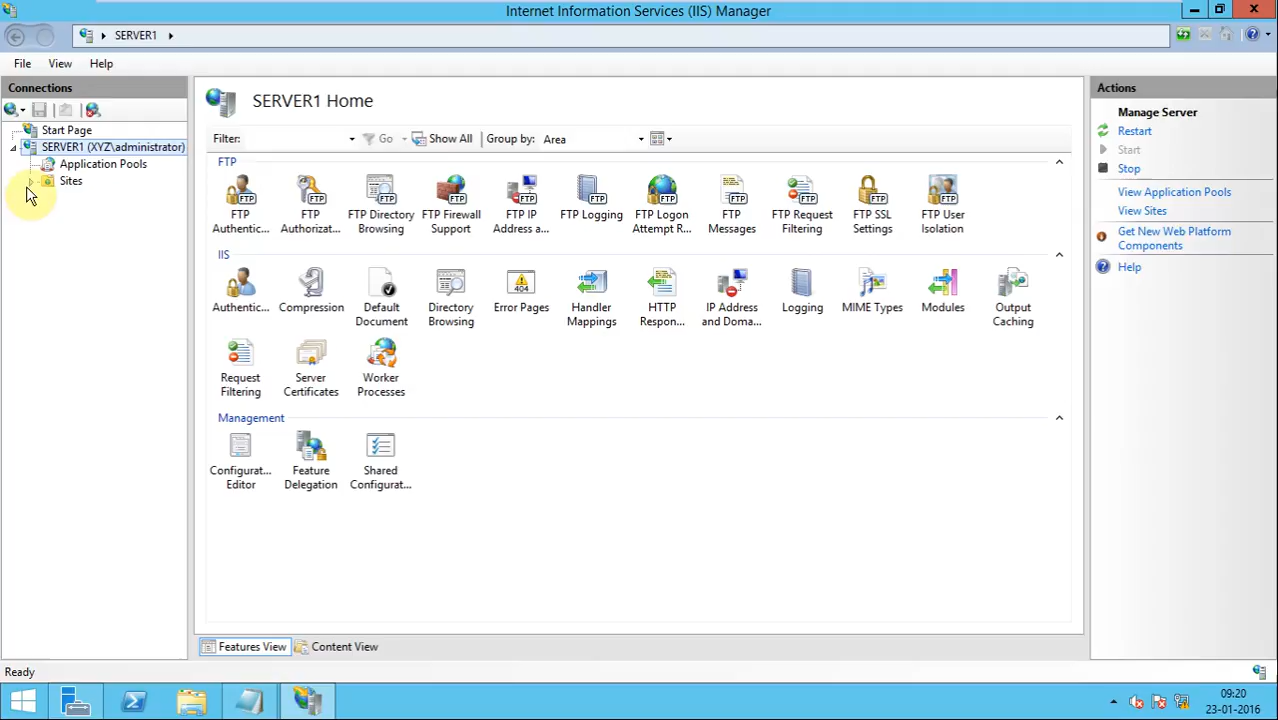 Internet Information Services (IIS) Manager
SERVER1
File View Help
Connections
Start Page
SERVER1 (XYZ\administrator)
Application Pools
Sites
SERVER1 Home
Filter: Go Show All Group by: Area
FTP
FTP Authentic...
FTP Authorizat...
FTP Directory Browsing
FTP Firewall Support
FTP IP Address a...
FTP Logging
FTP Logon Attempt R...
FTP Messages
FTP Request Filtering
FTP SSL Settings
FTP User Isolation
IIS
Authentic...
Compression
Default Document
Directory Browsing
Error Pages
Handler Mappings
HTTP Respon...
IP Address and Doma...
Logging
MIME Types
Modules
Output Caching
Request Filtering
Server Certificates
Worker Processes
Management
Configurat... Editor
Feature Delegation
Shared Configurat...
Features View Content View
Actions
Manage Server
Restart
Start
Stop
View Application Pools
View Sites
Get New Web Platform Components
Help
Ready
09:20
23-01-2016